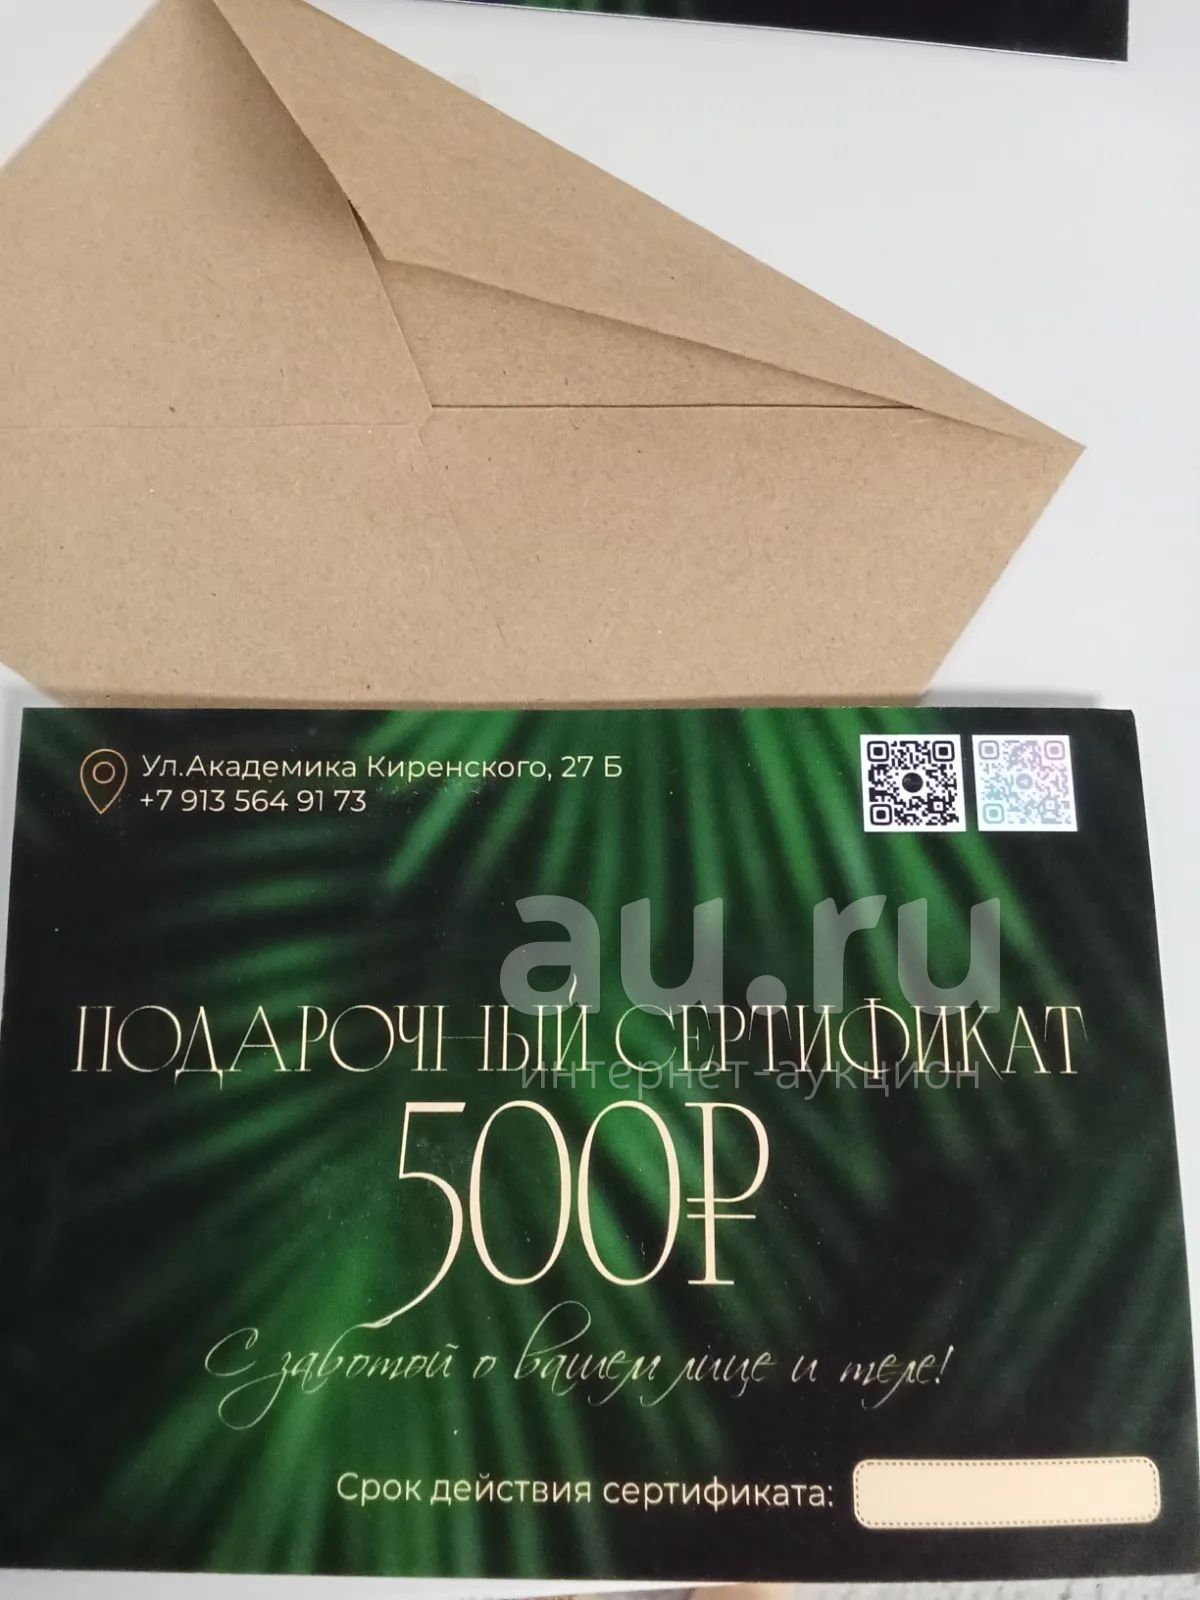 Ул.Академика Киренского, 27 Б
+7 913 564 91 73
au.ru
ПОДАРОЧНЫЙ СЕРТИФИКАТ
интернет-аукцион
500₽
С заботой о вашем лице и теле!
Срок действия сертификата: